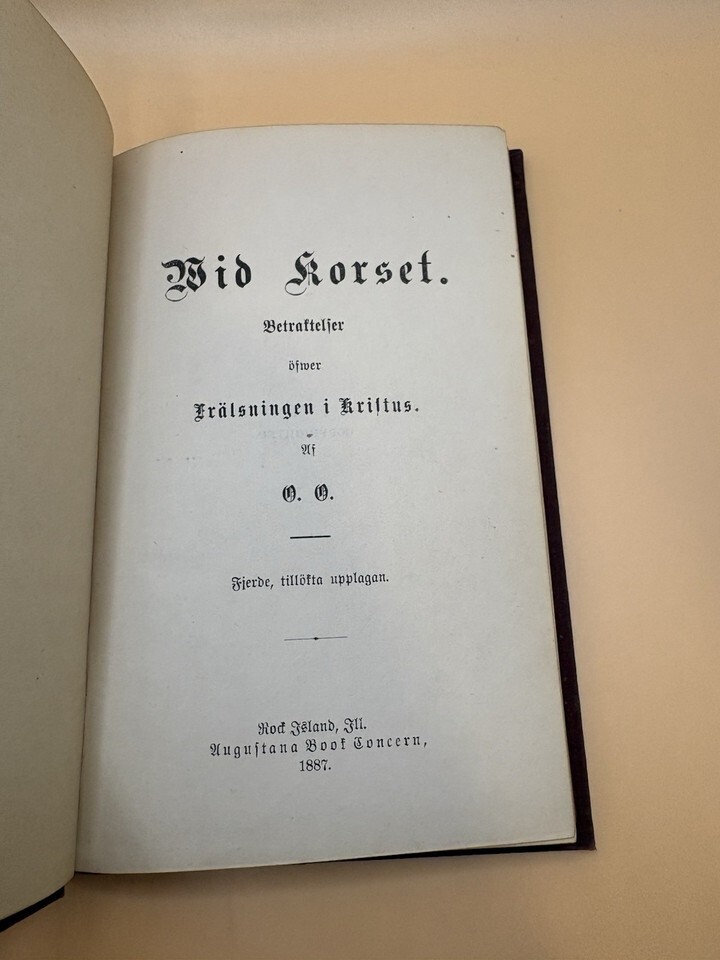 Wid Korset.
Betraktelser
öfwer
Frälsningen i Kristus.
Af
O. O.
Fjerde, tillökta upplagan.
Rock Island, Ill.
Augustana Book Concern,
1887.